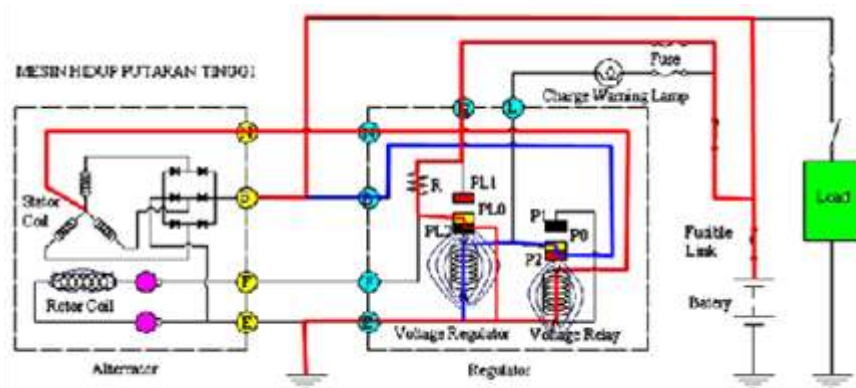 MESIN HIDUP PUTARAN TINGGI
Fuse
Charge Warning Lamp
L
N
N
B
R
PL1
PL0
PL2
P1
P0
P2
Stator
Coil
Load
Fusible
Link
F
F
Rotor Coil
E
E
Voltage Regulator
Voltage Relay
Batery
Alternator
Regulator